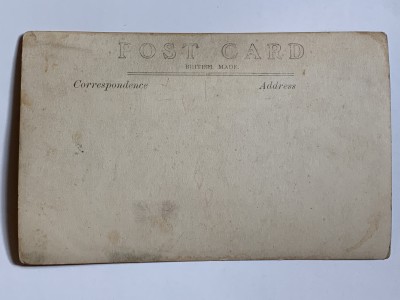 POST CARD
BRITISH MADE.
Correspondence Address